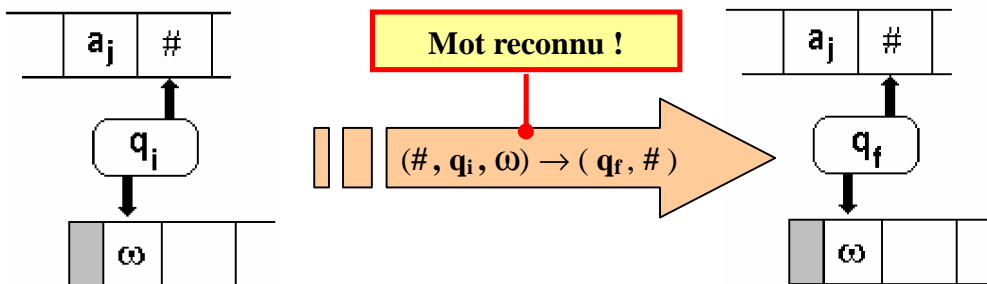 aj #
qi
ω
Mot reconnu !
(#, qi, ω) → ( qf, # )
aj #
qf
ω